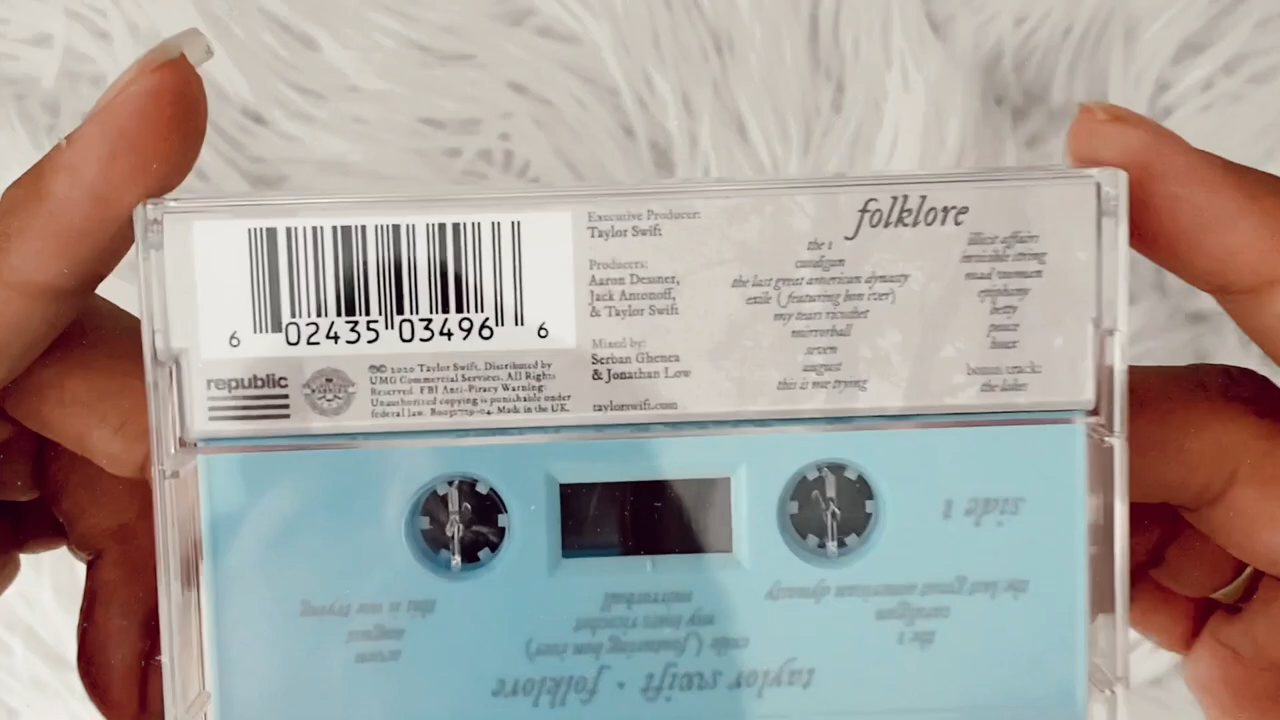 6 02435 03496 6
republic
℗© 2020 Taylor Swift. Distributed by
UMG Commercial Services. All Rights
Reserved. FBI Anti-Piracy Warning:
Unauthorized copying is punishable under
federal law. Made in the UK.
Executive Producer:
Taylor Swift
Producers:
Aaron Dessner,
Jack Antonoff,
& Taylor Swift
Mixed by:
Serban Ghenea
& Jonathan Low
taylorswift.com
folklore
the 1
cardigan
the last great american dynasty
exile (featuring bon iver)
my tears ricochet
mirrorball
seven
august
this is me trying
illicit affairs
invisible string
mad woman
epiphany
betty
peace
hoax
bonus track:
the lakes
taylor swift · folklore
the 1
cardigan
the last great american dynasty
exile (featuring bon iver)
my tears ricochet
mirrorball
seven
august
this is me trying
side 1